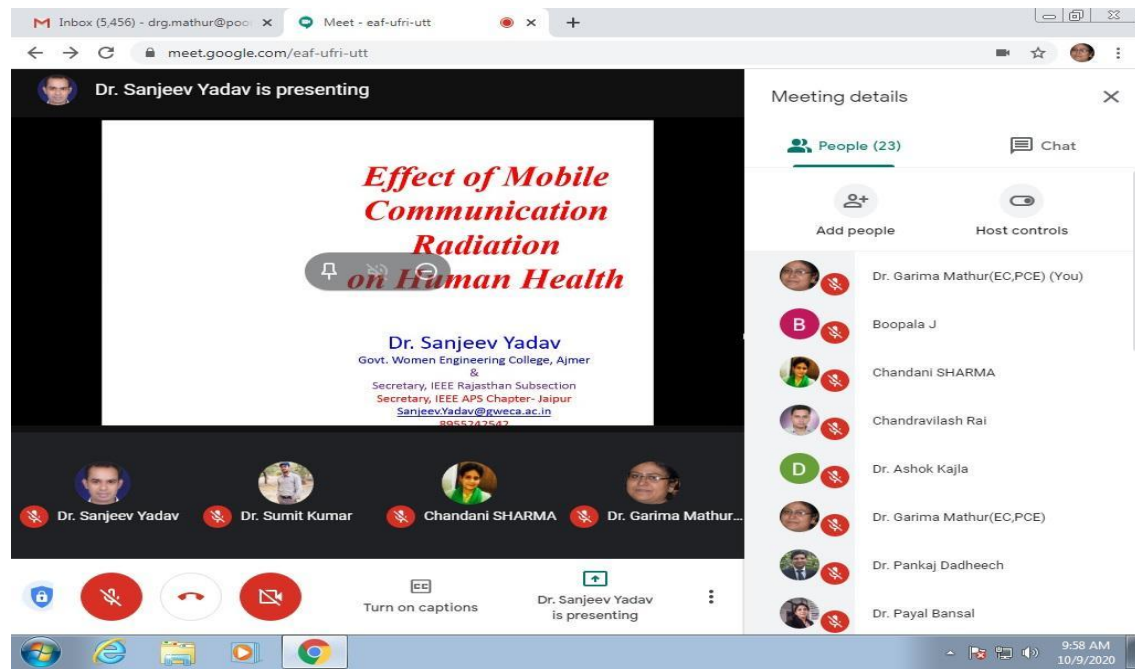 Inbox (5,456) - drg.mathur@poo
Meet - eaf-ufri-utt
meet.google.com/eaf-ufri-utt
Dr. Sanjeev Yadav is presenting
Effect of Mobile
Communication
Radiation
on Human Health
Dr. Sanjeev Yadav
Govt. Women Engineering College, Ajmer
&
Secretary, IEEE Rajasthan Subsection
Secretary, IEEE APS Chapter- Jaipur
Sanjeev.Yadav@gweca.ac.in
8955242542
Dr. Sanjeev Yadav
Dr. Sumit Kumar
Chandani SHARMA
Dr. Garima Mathur...
CC
Turn on captions
Dr. Sanjeev Yadav
is presenting
Meeting details
People (23)
Chat
Add people
Host controls
Dr. Garima Mathur(EC,PCE) (You)
B
Boopala J
Chandani SHARMA
Chandravilash Rai
D
Dr. Ashok Kajla
Dr. Garima Mathur(EC,PCE)
Dr. Pankaj Dadheech
Dr. Payal Bansal
9:58 AM
10/9/2020